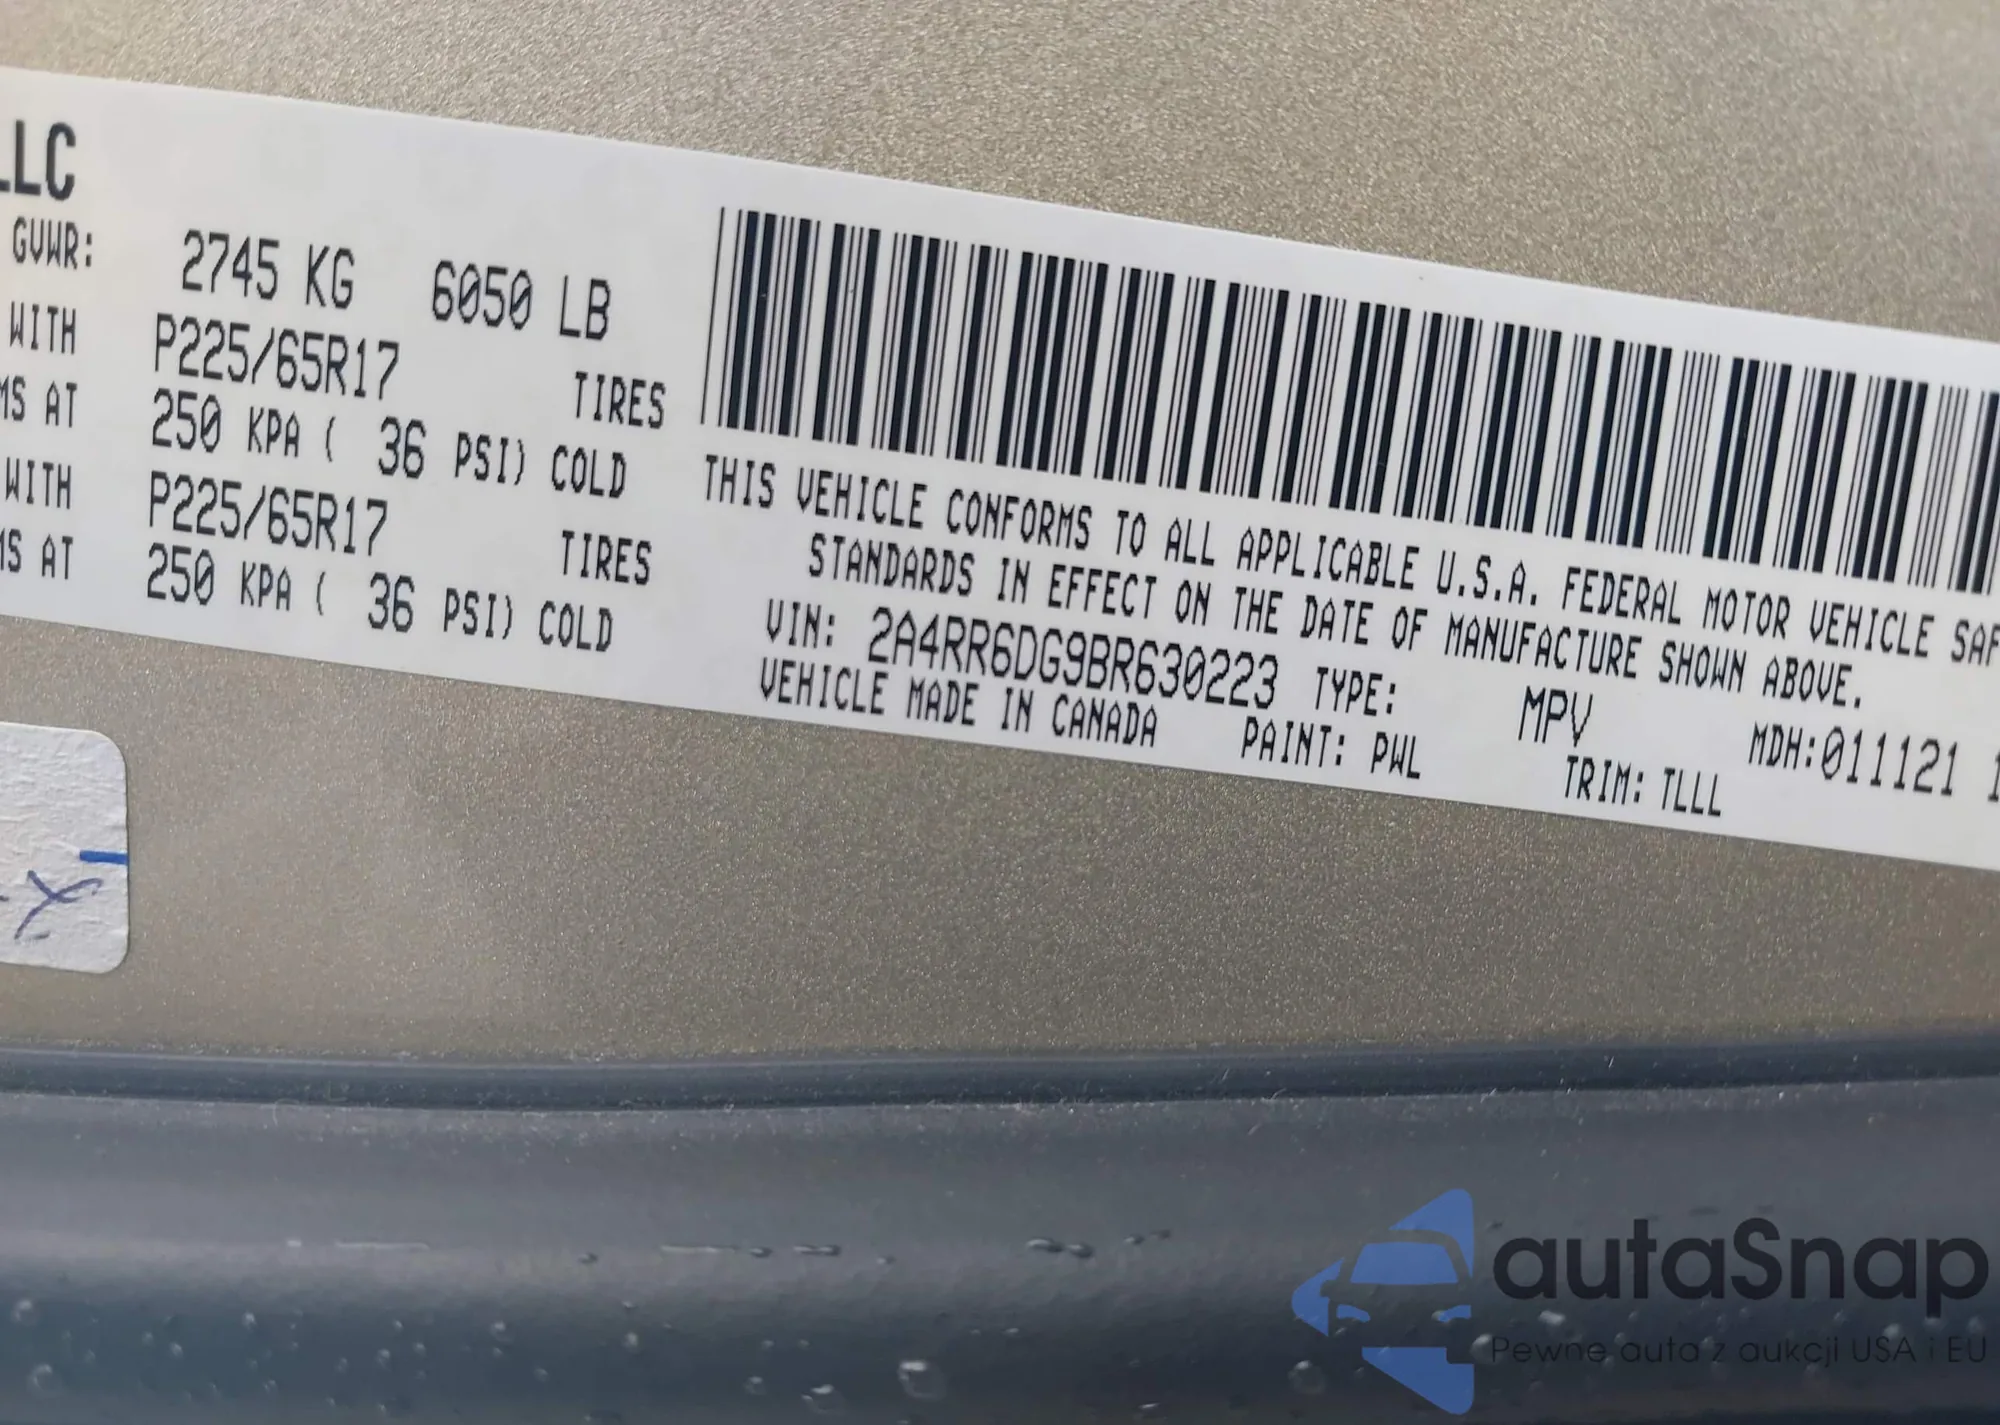 LLC
GVWR: 2745 KG 6050 LB
WITH P225/65R17 TIRES
MS AT 250 KPA ( 36 PSI) COLD
WITH P225/65R17 TIRES
MS AT 250 KPA ( 36 PSI) COLD
THIS VEHICLE CONFORMS TO ALL APPLICABLE U.S.A. FEDERAL MOTOR VEHICLE SAF
STANDARDS IN EFFECT ON THE DATE OF MANUFACTURE SHOWN ABOVE.
VIN: 2A4RR6DG9BR630223 TYPE: MPV MDH:011121 1
VEHICLE MADE IN CANADA PAINT: PWL TRIM: TLLL
autaSnap
Pewne auta z aukcji USA i EU